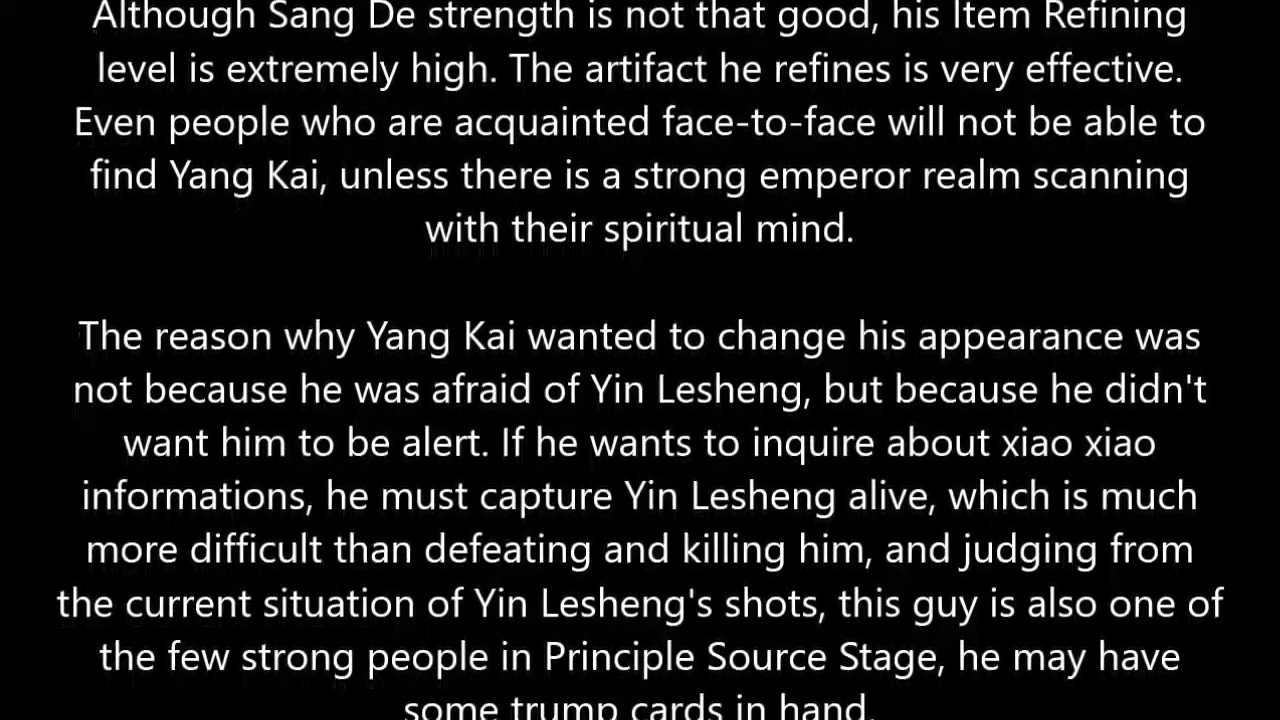 Although Sang De strength is not that good, his Item Refining
level is extremely high. The artifact he refines is very effective.
Even people who are acquainted face-to-face will not be able to
find Yang Kai, unless there is a strong emperor realm scanning
with their spiritual mind.
The reason why Yang Kai wanted to change his appearance was
not because he was afraid of Yin Lesheng, but because he didn't
want him to be alert. If he wants to inquire about xiao xiao
informations, he must capture Yin Lesheng alive, which is much
more difficult than defeating and killing him, and judging from
the current situation of Yin Lesheng's shots, this guy is also one of
the few strong people in Principle Source Stage, he may have
some trump cards in hand.